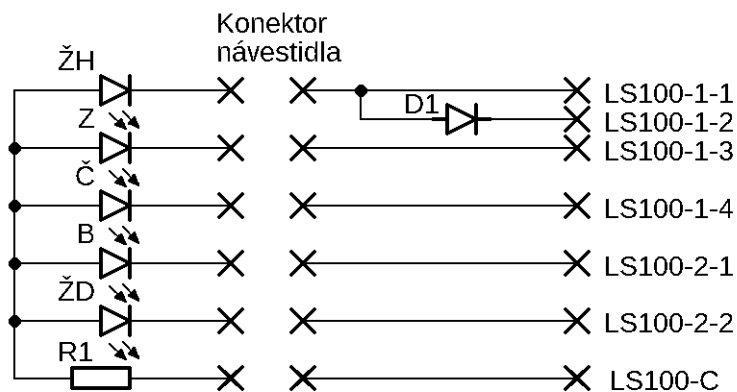 Konektor
návestidla
ŽH
D1
LS100-1-1
LS100-1-2
Z
LS100-1-3
Č
LS100-1-4
B
LS100-2-1
ŽD
LS100-2-2
R1
LS100-C